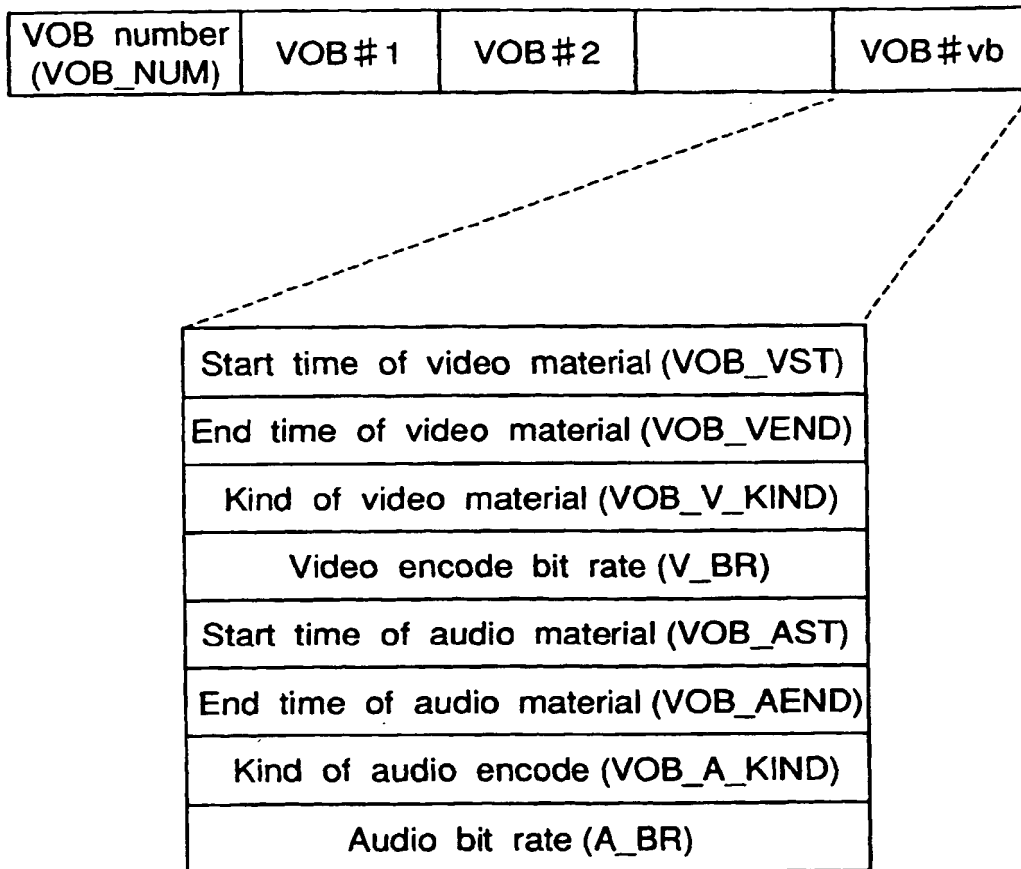 VOB number
(VOB_NUM)
VOB#1
VOB#2
VOB#vb
Start time of video material (VOB_VST)
End time of video material (VOB_VEND)
Kind of video material (VOB_V_KIND)
Video encode bit rate (V_BR)
Start time of audio material (VOB_AST)
End time of audio material (VOB_AEND)
Kind of audio encode (VOB_A_KIND)
Audio bit rate (A_BR)